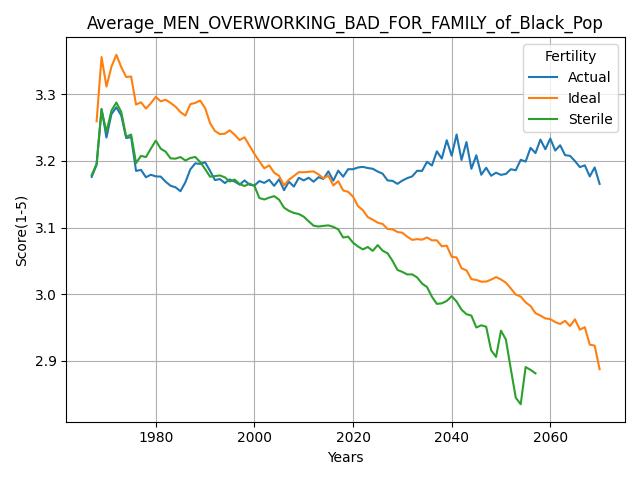 Average_MEN_OVERWORKING_BAD_FOR_FAMILY_of_Black_Pop
Fertility
Actual
Ideal
Sterile
Score(1-5)
3.3
3.2
3.1
3.0
2.9
1980 2000 2020 2040 2060
Years